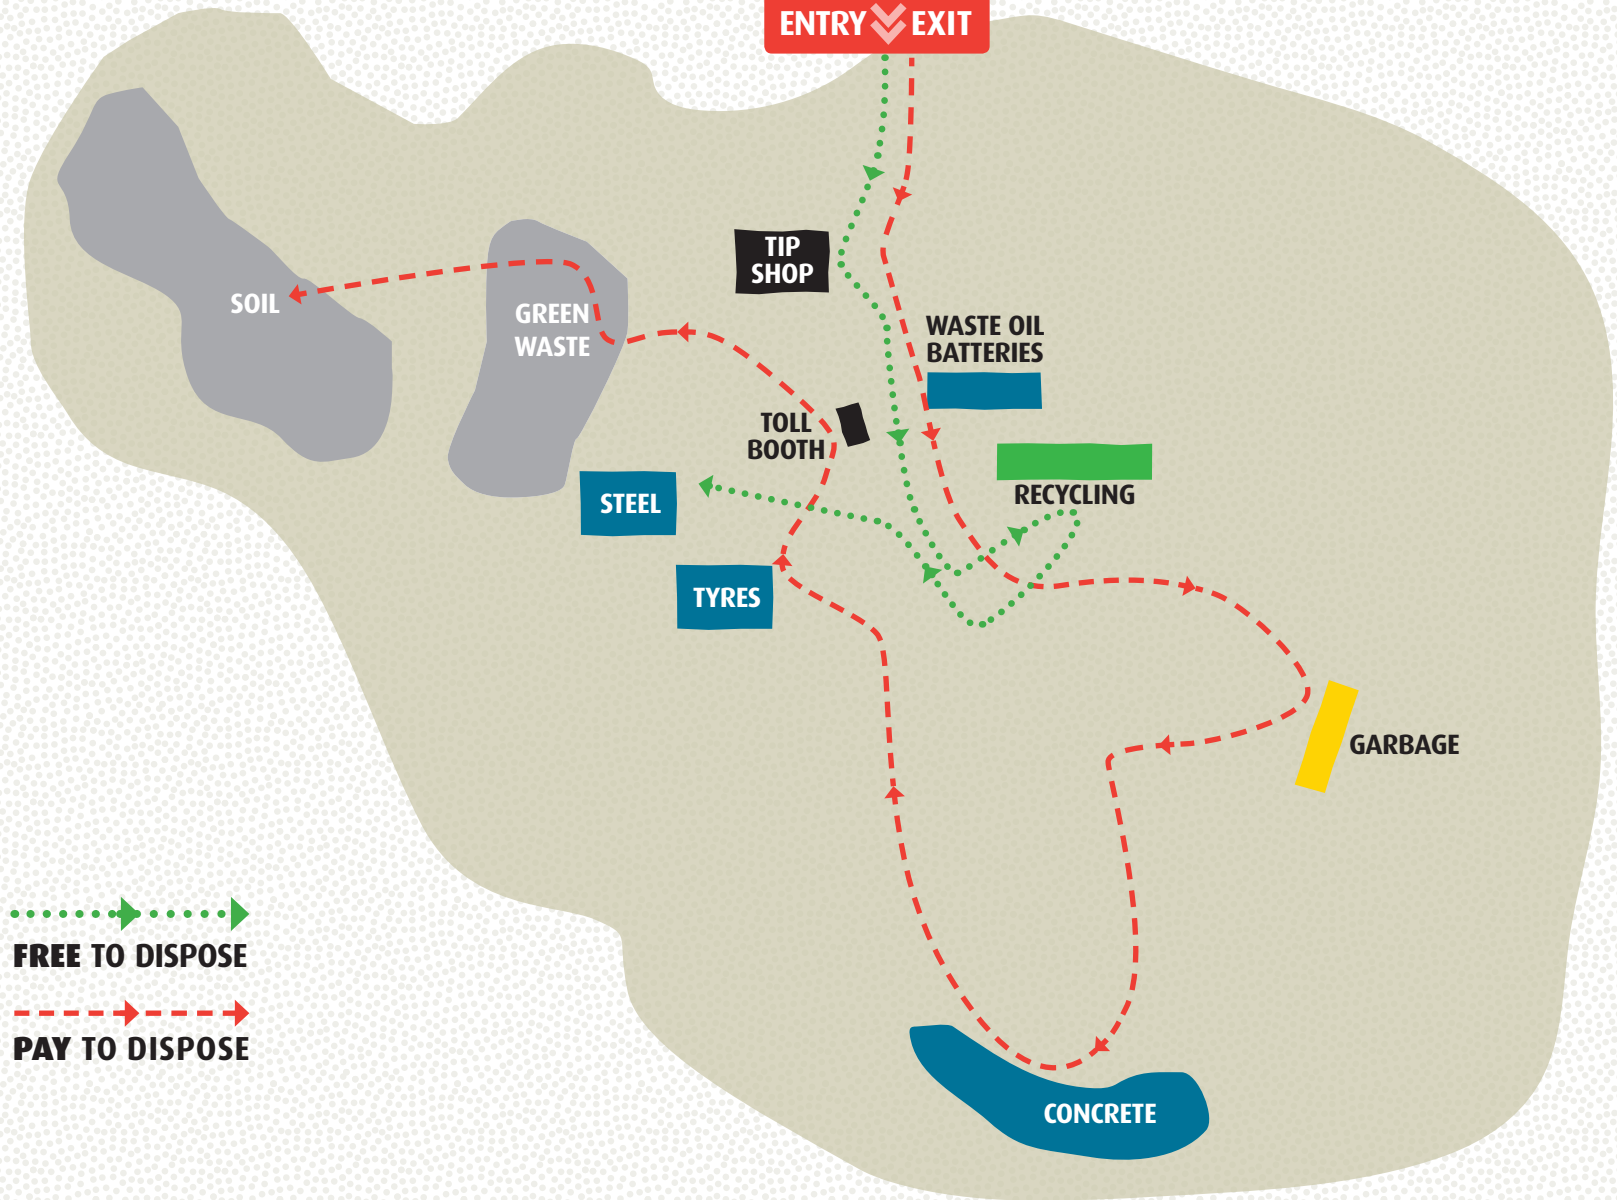 ENTRY EXIT
TIP
SHOP
SOIL
GREEN
WASTE
WASTE OIL
BATTERIES
TOLL
BOOTH
RECYCLING
STEEL
TYRES
GARBAGE
FREE TO DISPOSE
PAY TO DISPOSE
CONCRETE